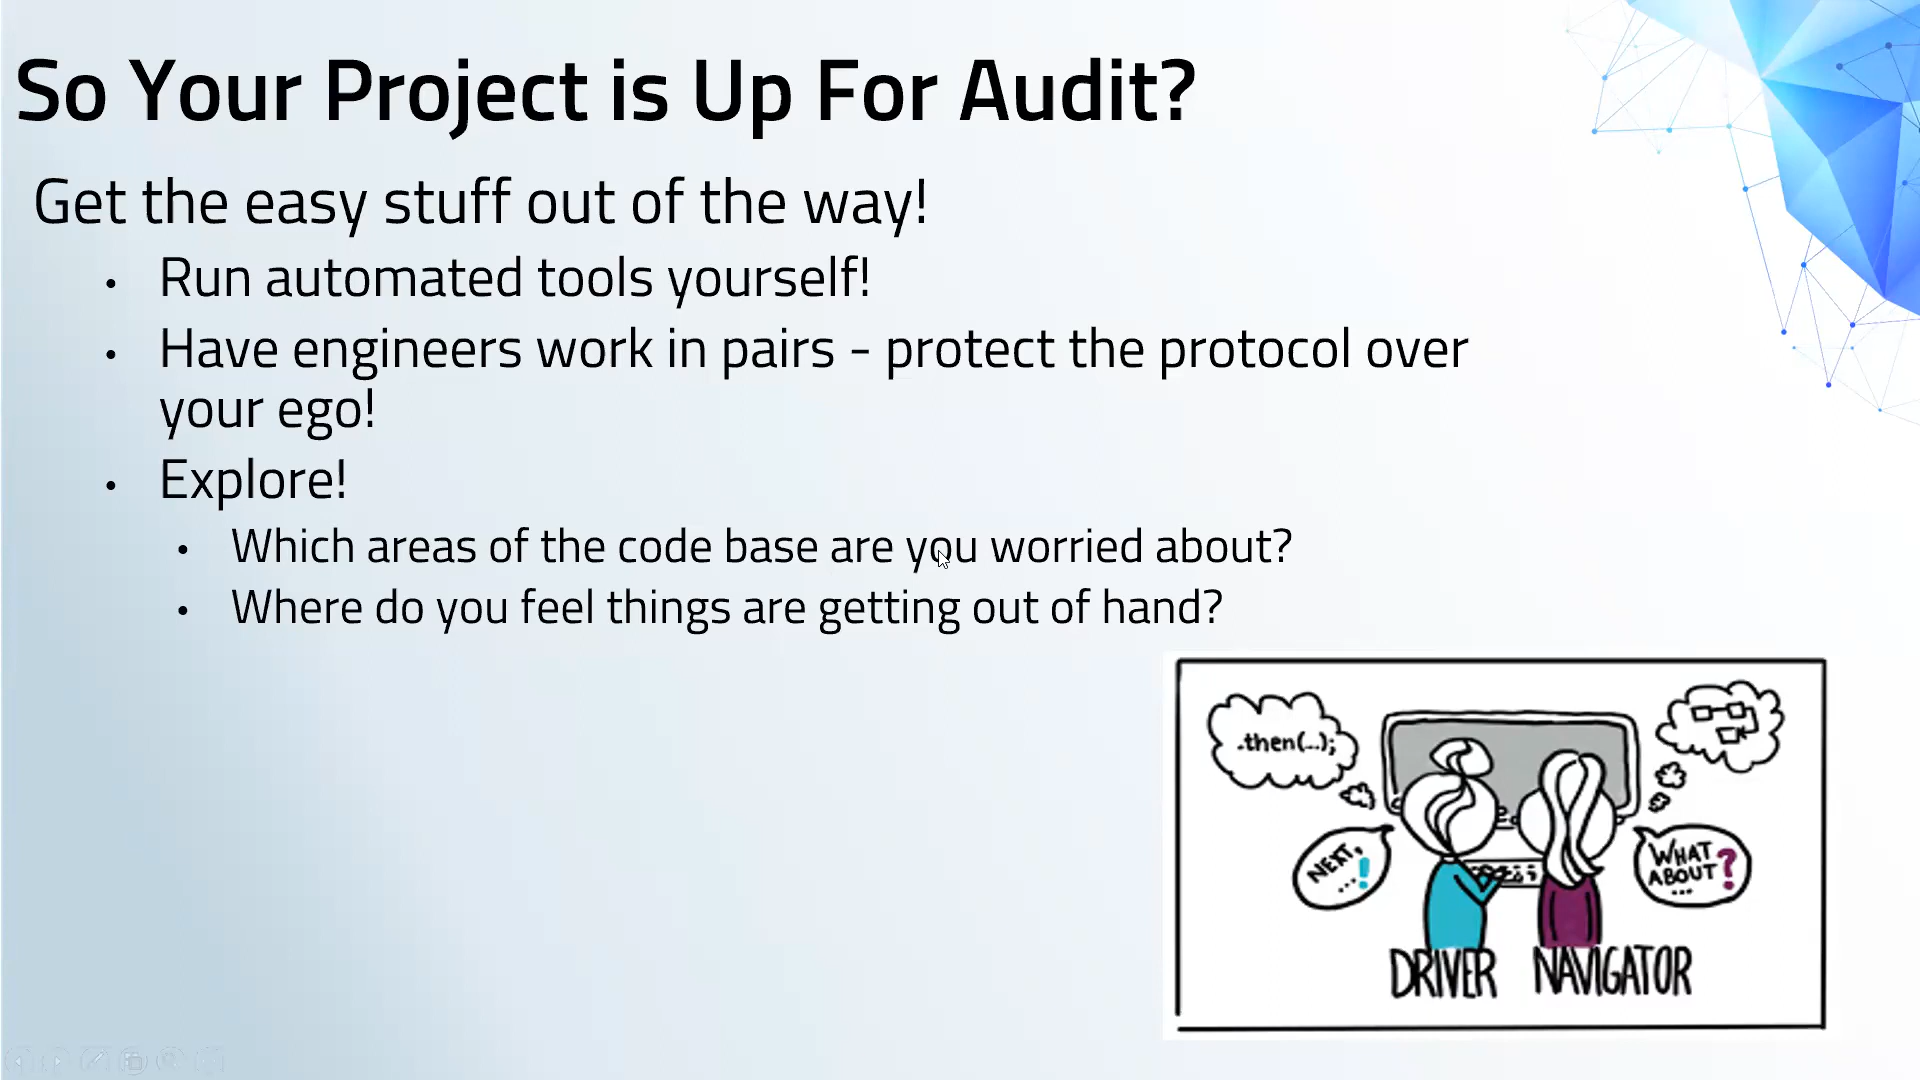 So Your Project is Up For Audit?
Get the easy stuff out of the way!
• Run automated tools yourself!
• Have engineers work in pairs - protect the protocol over
your ego!
• Explore!
• Which areas of the code base are you worried about?
• Where do you feel things are getting out of hand?
.then(...);
NEXT,
...!
WHAT
ABOUT?
...
DRIVER NAVIGATOR